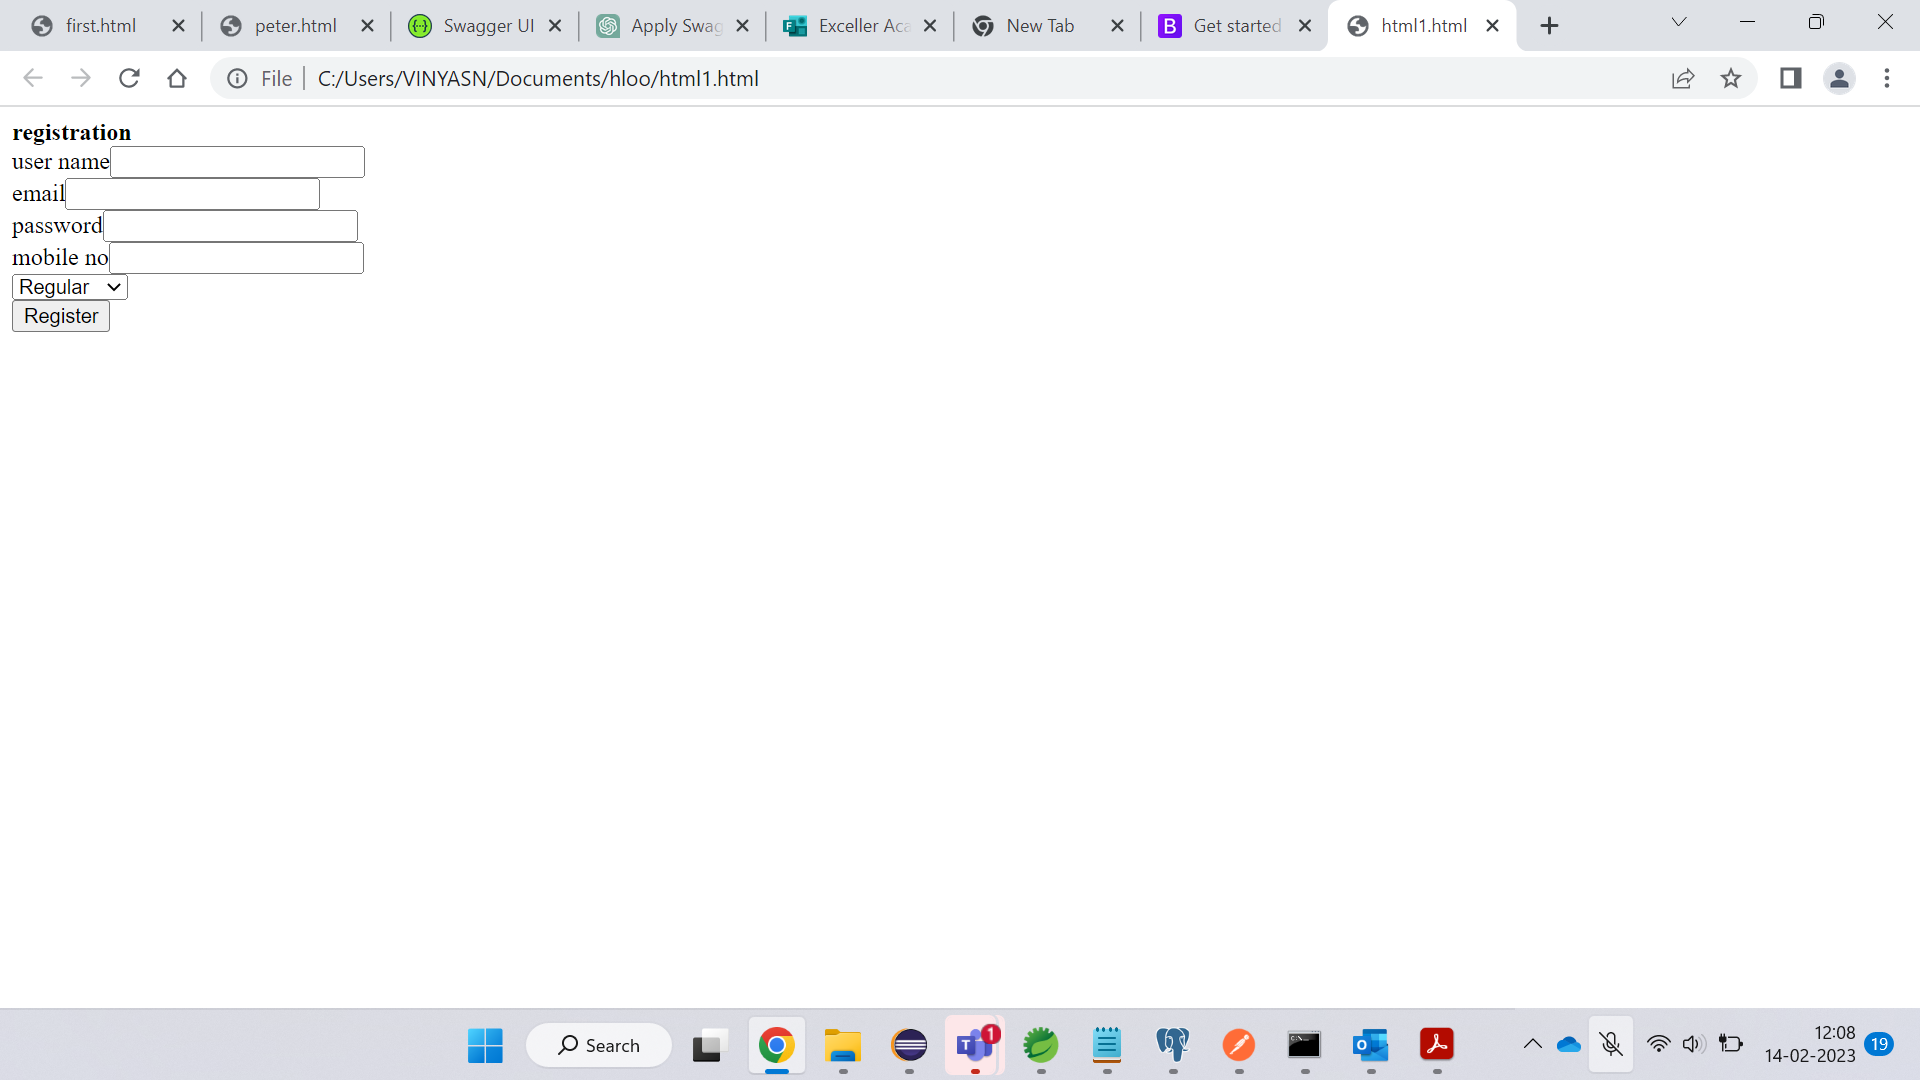 first.html
peter.html
Swagger UI
Apply Swag
Exceller Aca
New Tab
Get started
html1.html
File
C:/Users/VINYASN/Documents/hloo/html1.html
registration
user name
email
password
mobile no
Regular
Register
Search
1
12:08
14-02-2023
19